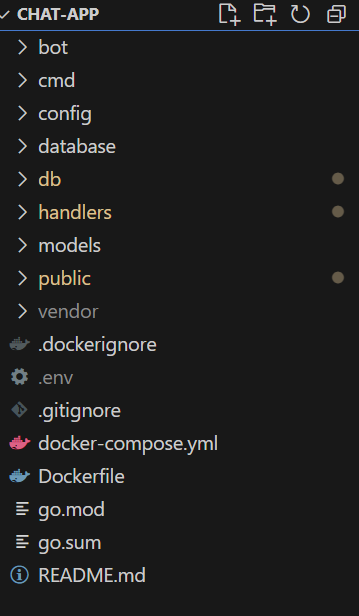 CHAT-APP
bot
cmd
config
database
db
handlers
models
public
vendor
.dockerignore
.env
.gitignore
docker-compose.yml
Dockerfile
go.mod
go.sum
README.md